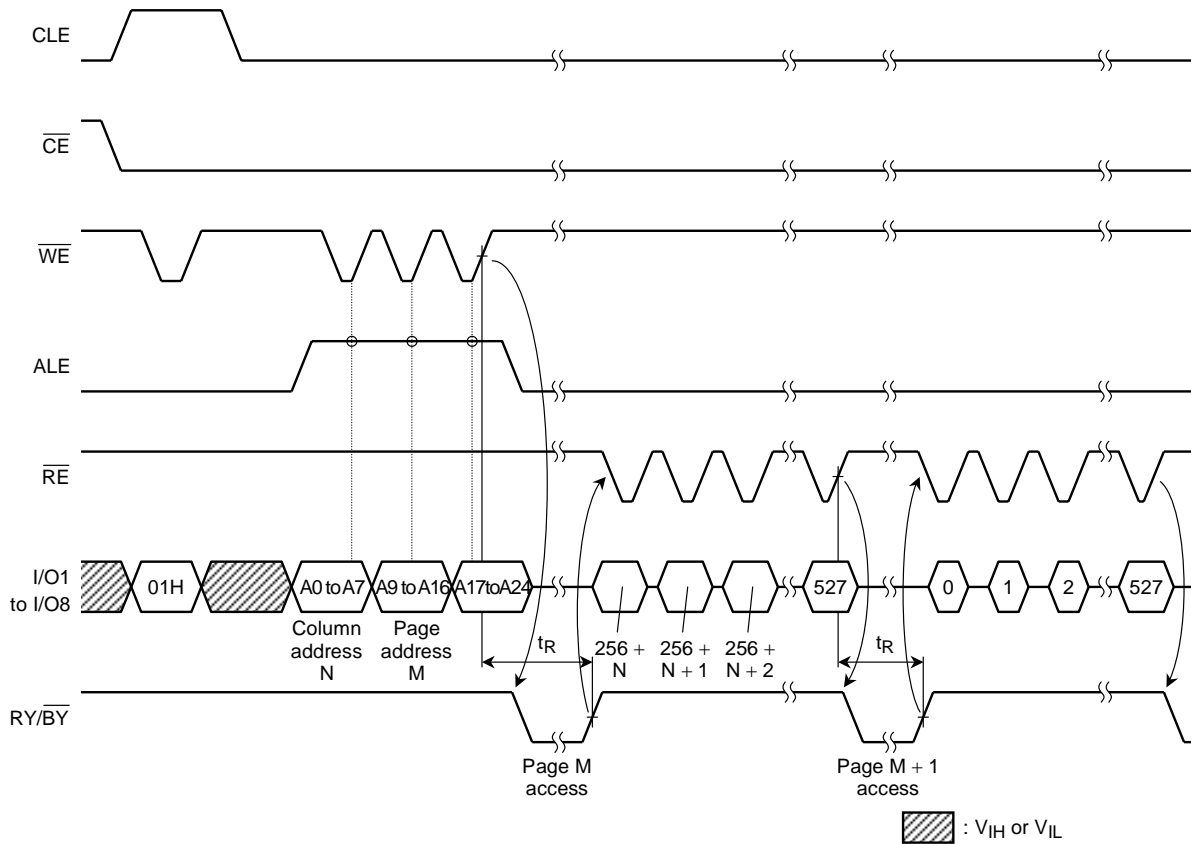 CLE
CE
WE
ALE
RE
I/O1
to I/O8
01H
A0 to A7
A9 to A16
A17 to A24
527
0
1
2
527
Column
address
N
Page
address
M
tR
256 +
N
256 +
N + 1
256 +
N + 2
tR
RY/BY
Page M
access
Page M + 1
access
: VIH or VIL